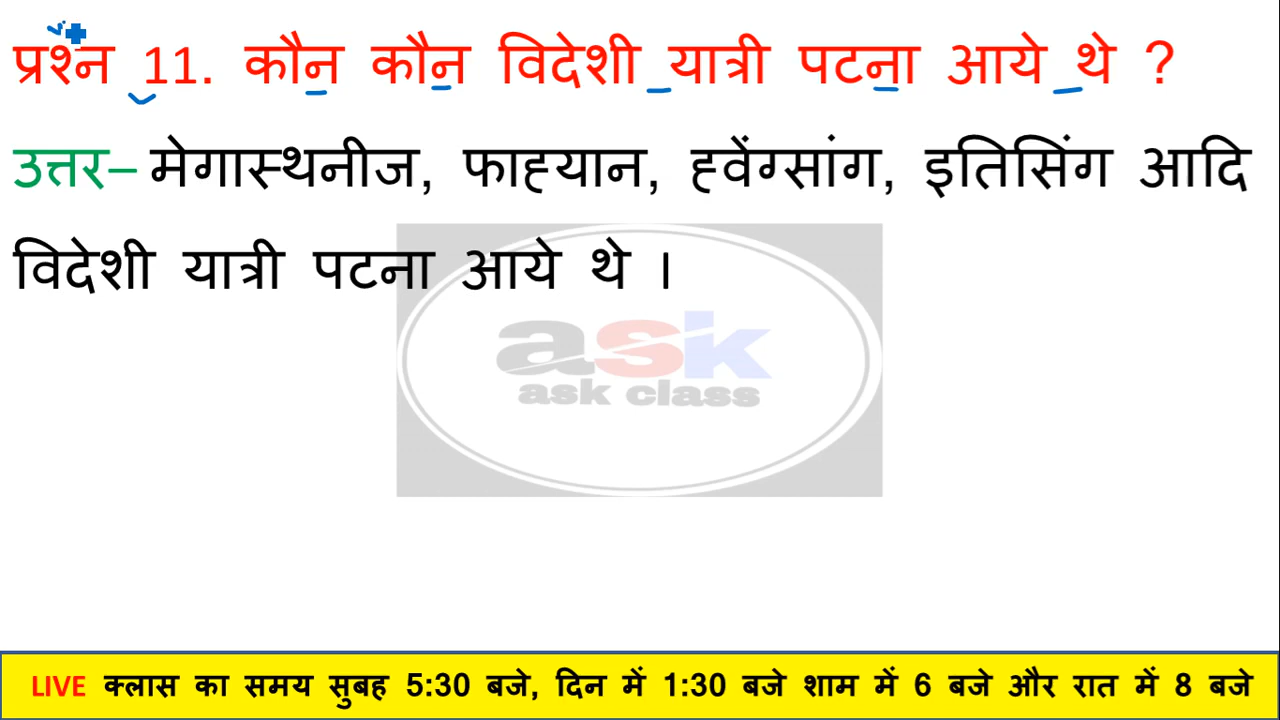 प्रश्न 11. कौन कौन विदेशी यात्री पटना आये थे ?
उत्तर– मेगास्थनीज, फाह्यान, ह्वेंग्सांग, इतिसिंग आदि
विदेशी यात्री पटना आये थे ।
ask
ask class
LIVE क्लास का समय सुबह 5:30 बजे, दिन में 1:30 बजे शाम में 6 बजे और रात में 8 बजे